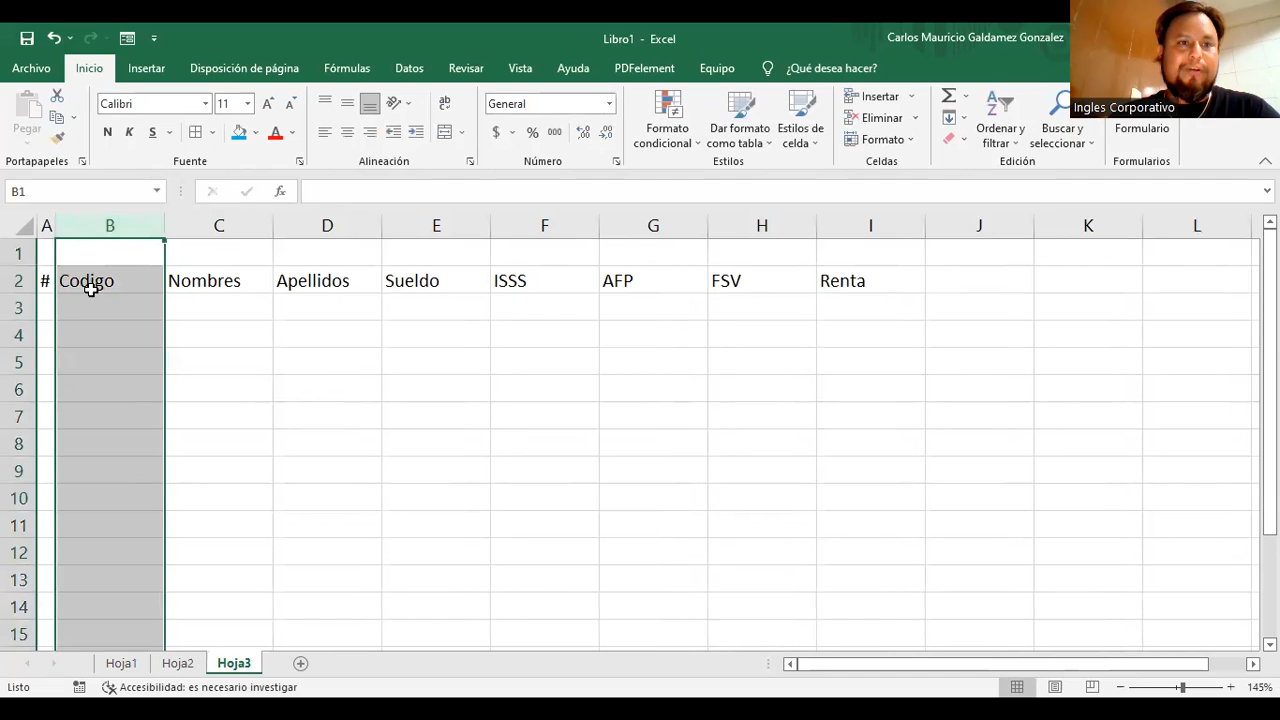 Libro1 - Excel
Carlos Mauricio Galdamez Gonzalez
Archivo Inicio Insertar Disposición de página Fórmulas Datos Revisar Vista Ayuda PDFelement Equipo ¿Qué desea hacer?
Ingles Corporativo
Pegar
Calibri 11
N K S
General
$ % 000
Formato condicional
Dar formato como tabla
Estilos de celda
Insertar
Eliminar
Formato
Ordenar y filtrar
Buscar y seleccionar
Formulario
Portapapeles Fuente Alineación Número Estilos Celdas Edición Formularios
B1 fx
A B C D E F G H I J K L
1
2 # Codigo Nombres Apellidos Sueldo ISSS AFP FSV Renta
3
4
5
6
7
8
9
10
11
12
13
14
15
Hoja1 Hoja2 Hoja3
Listo Accesibilidad: es necesario investigar 145%